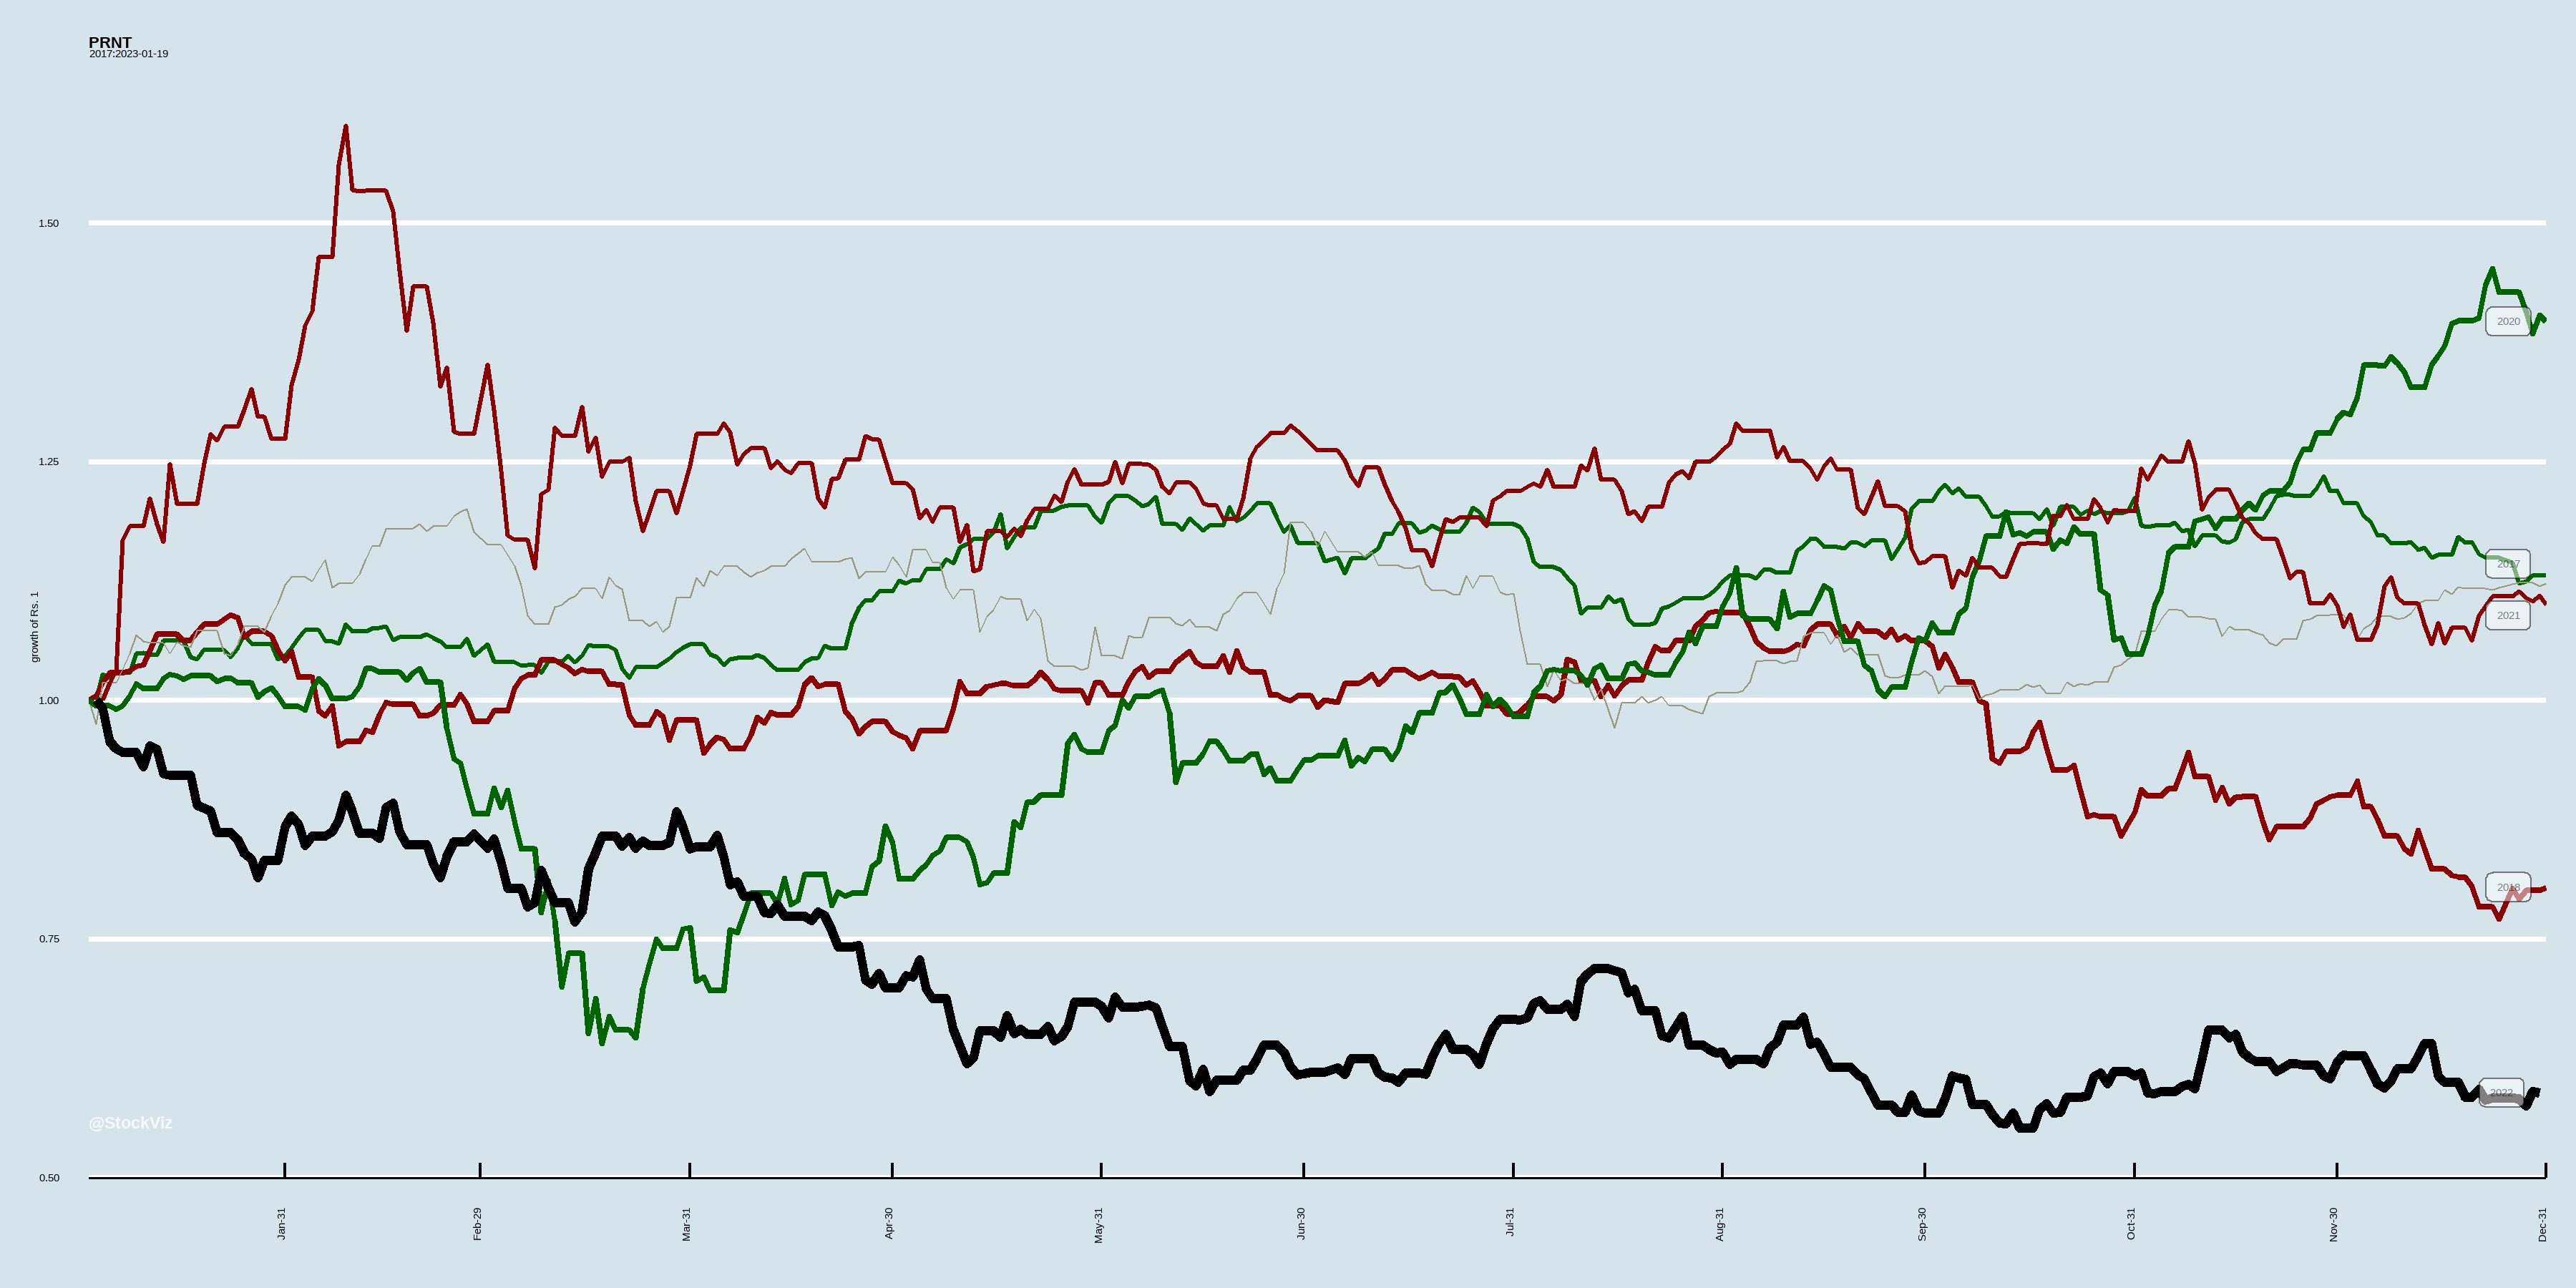 PRNT
2017:2023-01-19
1.50
1.25
1.00
0.75
0.50
growth of Rs. 1
2020
2017
2021
2018
2022
@StockViz
Jan-31
Feb-29
Mar-31
Apr-30
May-31
Jun-30
Jul-31
Aug-31
Sep-30
Oct-31
Nov-30
Dec-31